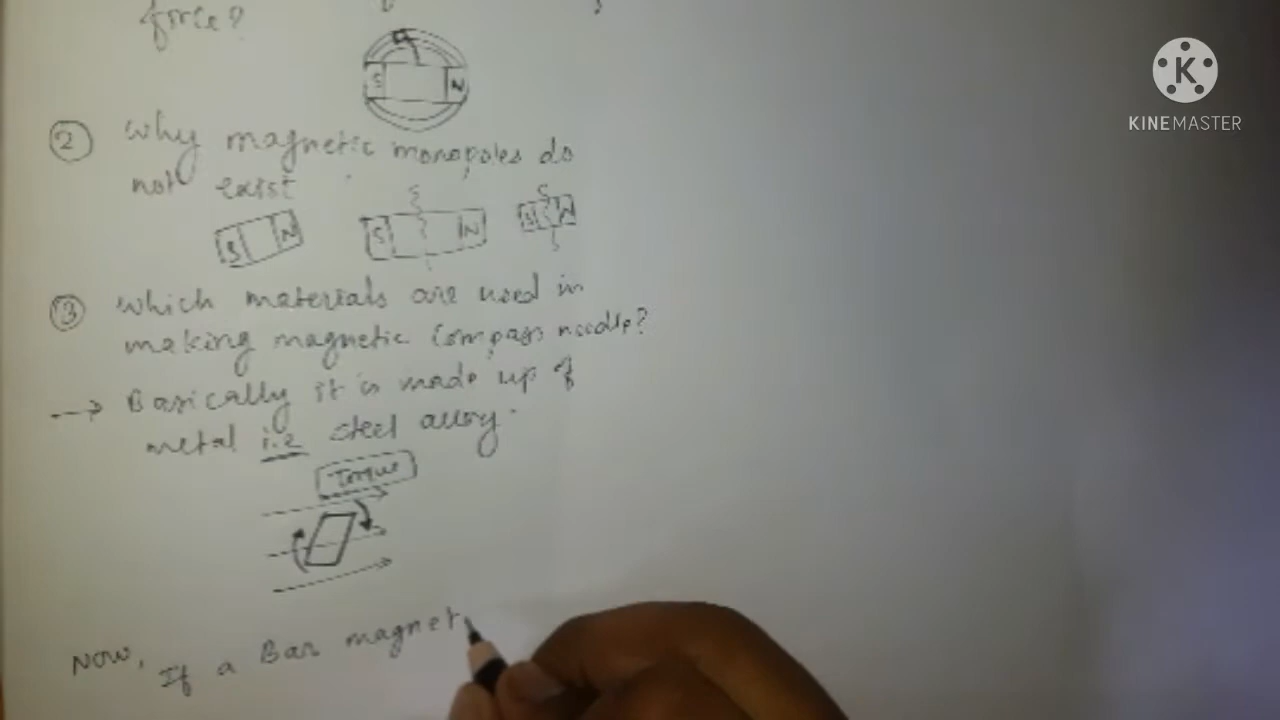 force?
S N
② Why magnetic monopoles do
not exist
S N S N S N
③ which materials are used in
making magnetic Compass needle?
→ Basically it is made up of
metal i.e steel alloy.
Torque
Now, If a Bar magnet
K
KINEMASTER